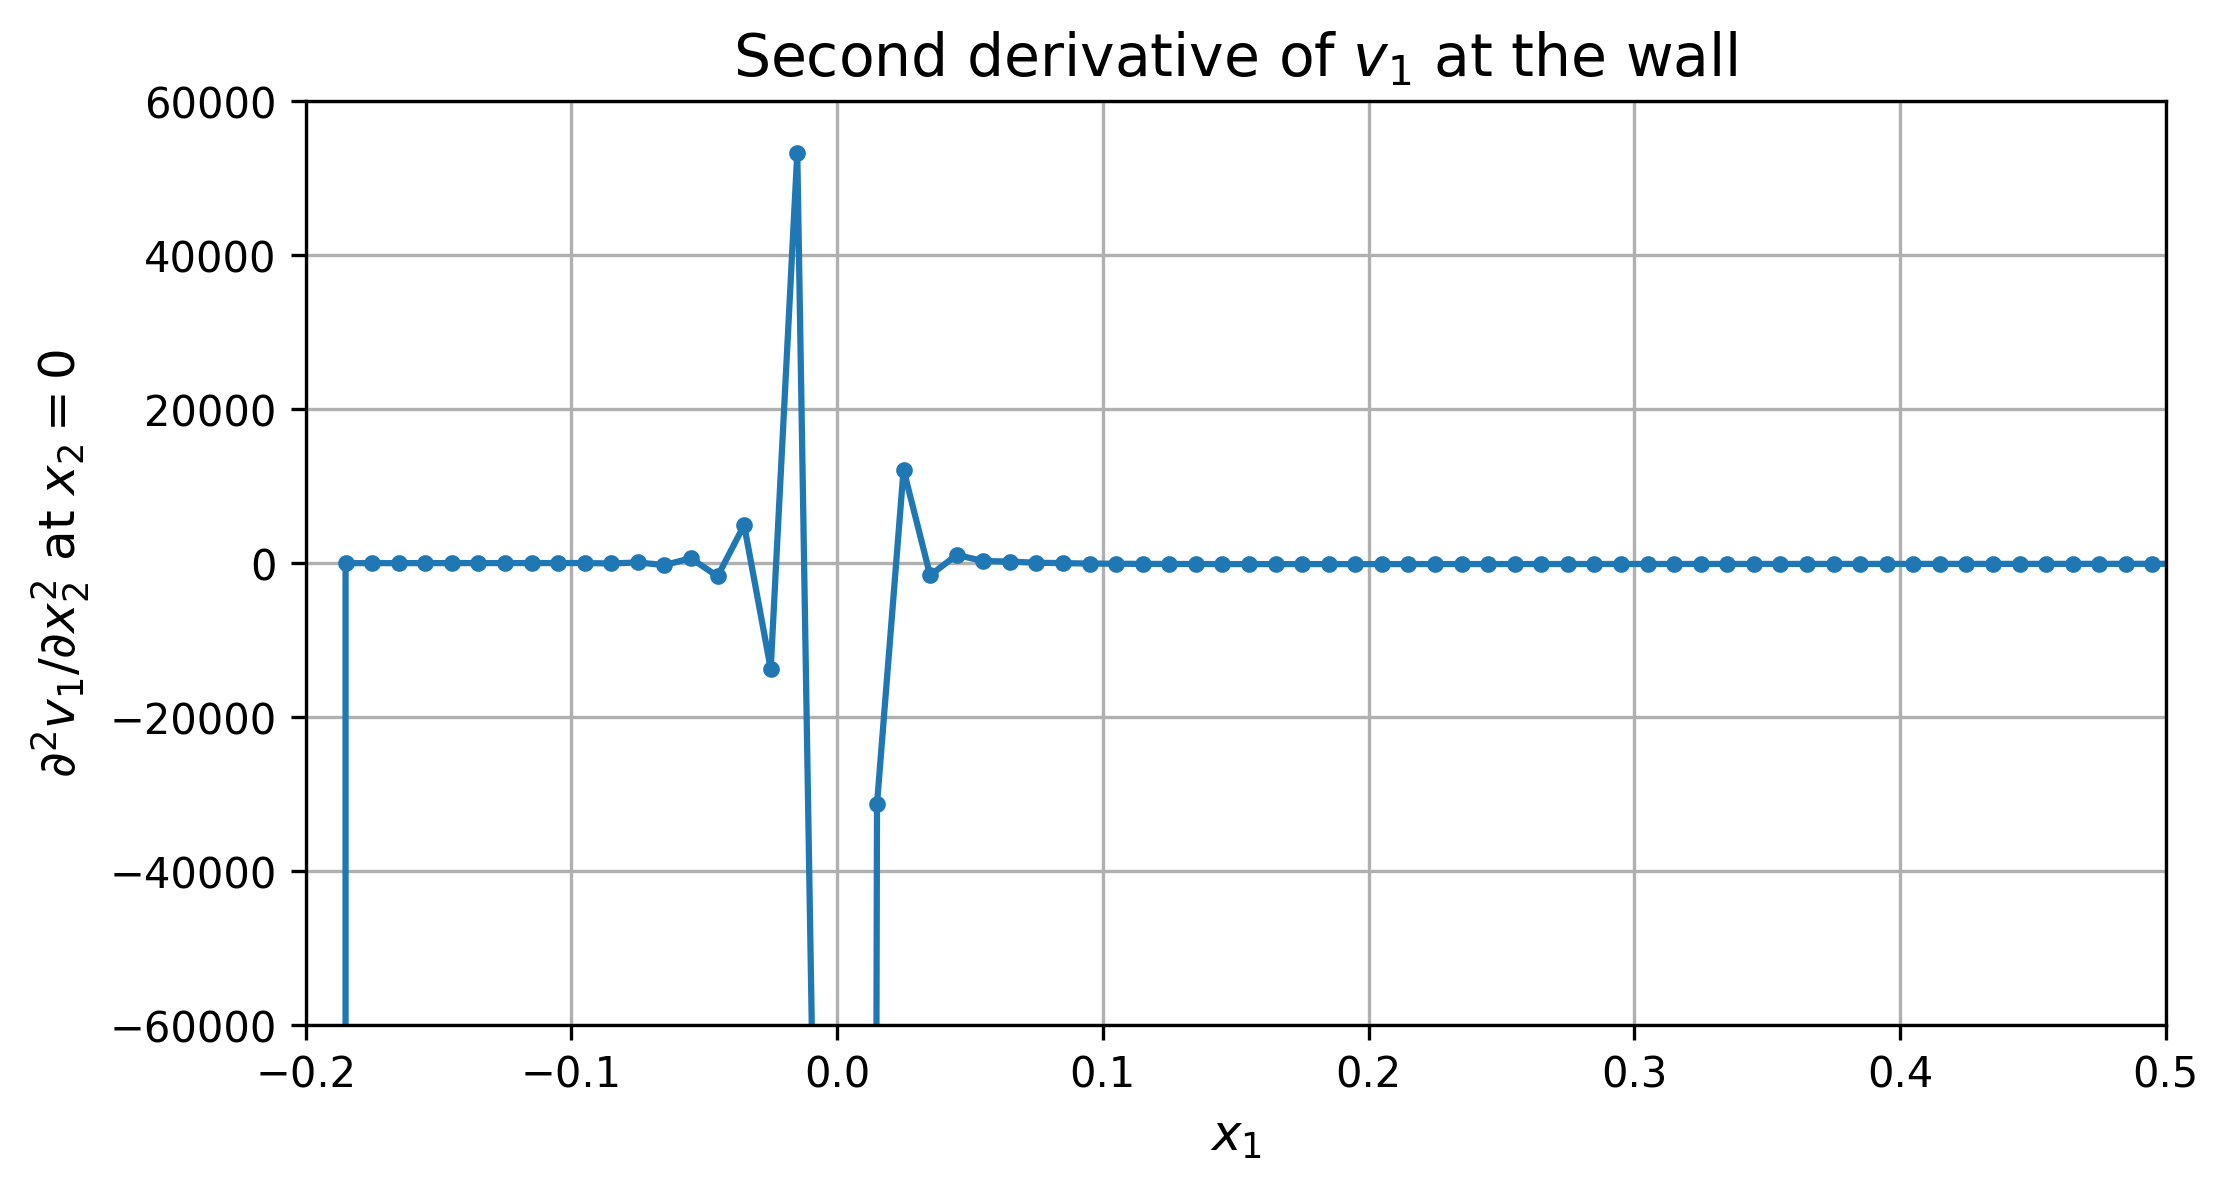 Second derivative of v₁ at the wall
∂²v₁/∂x₂² at x₂ = 0
60000
40000
20000
0
−20000
−40000
−60000
−0.2 −0.1 0.0 0.1 0.2 0.3 0.4 0.5
x₁